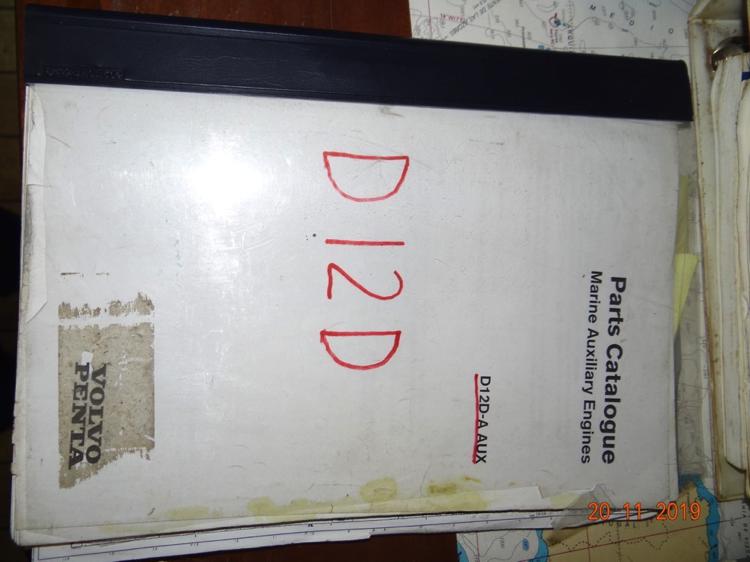 Parts Catalogue
Marine Auxiliary Engines
D12D-A AUX
D12D
VOLVO
PENTA
20 11 2019